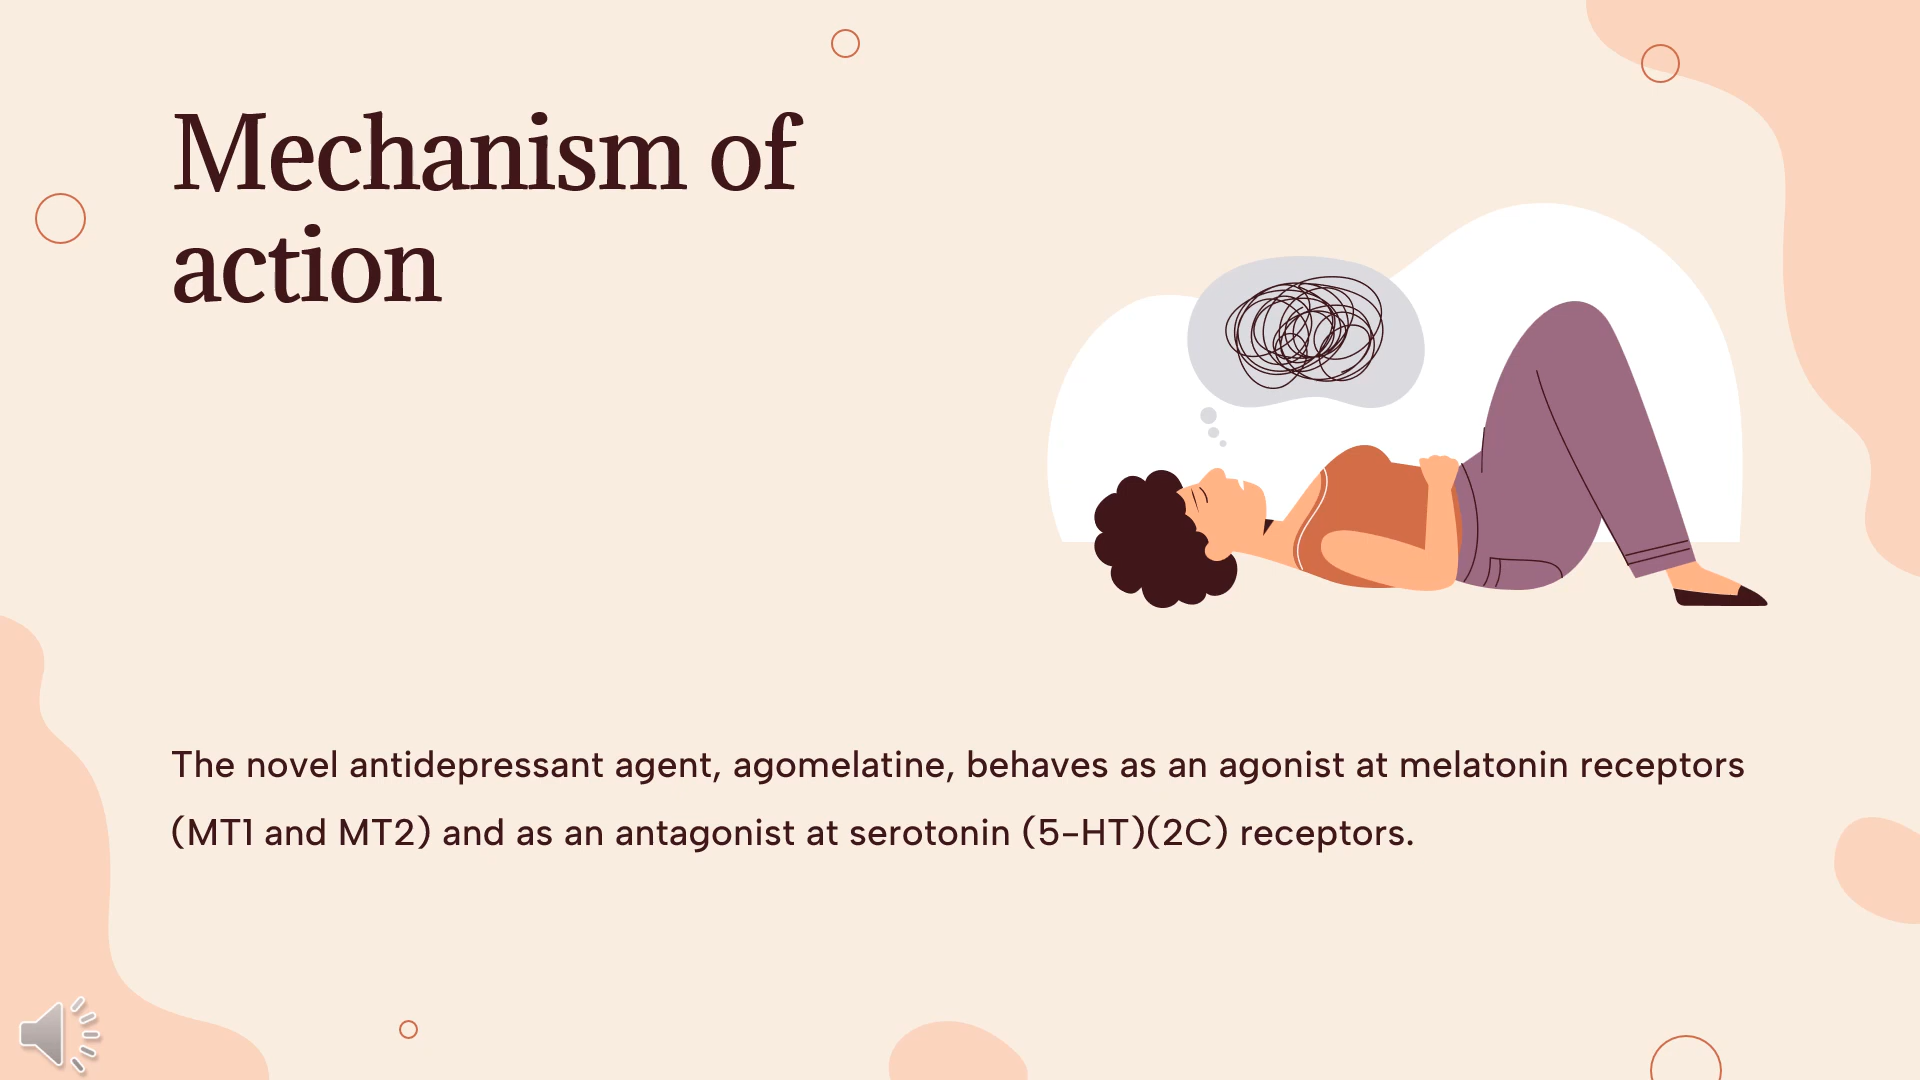 Mechanism of
action
The novel antidepressant agent, agomelatine, behaves as an agonist at melatonin receptors
(MT1 and MT2) and as an antagonist at serotonin (5-HT)(2C) receptors.